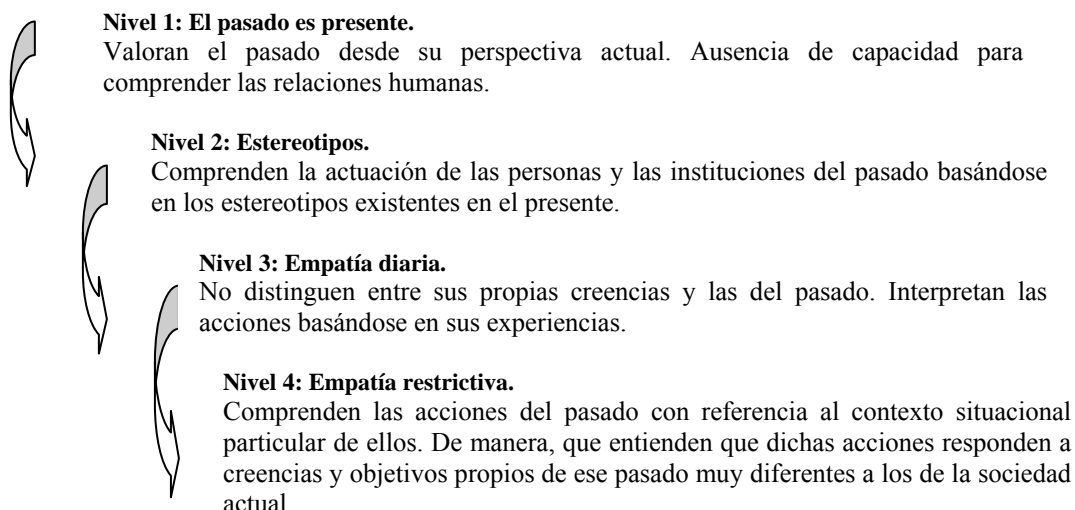 Nivel 1: El pasado es presente.
Valoran el pasado desde su perspectiva actual. Ausencia de capacidad para
comprender las relaciones humanas.
Nivel 2: Estereotipos.
Comprenden la actuación de las personas y las instituciones del pasado basándose
en los estereotipos existentes en el presente.
Nivel 3: Empatía diaria.
No distinguen entre sus propias creencias y las del pasado. Interpretan las
acciones basándose en sus experiencias.
Nivel 4: Empatía restrictiva.
Comprenden las acciones del pasado con referencia al contexto situacional
particular de ellos. De manera, que entienden que dichas acciones responden a
creencias y objetivos propios de ese pasado muy diferentes a los de la sociedad
actual